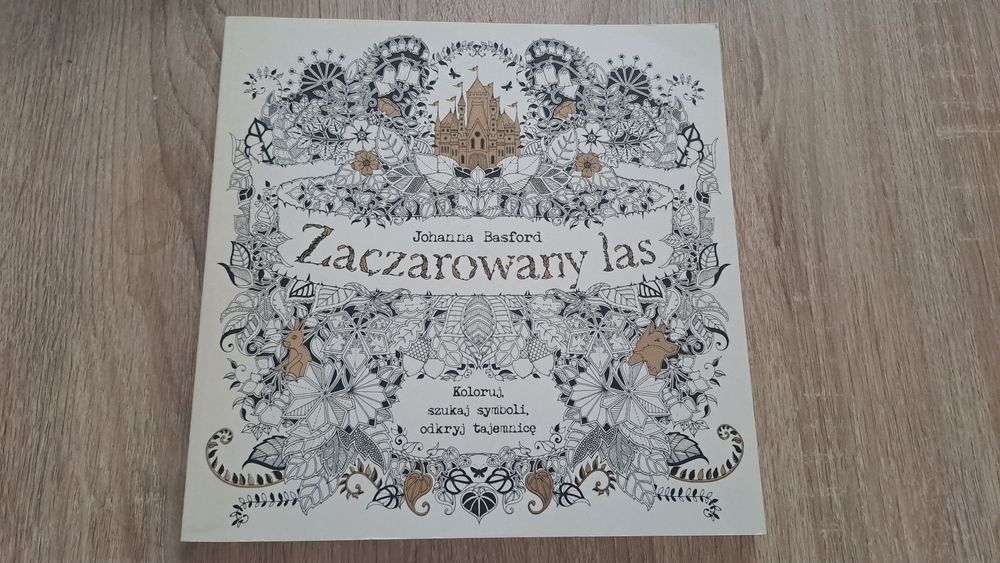 Johanna Basford
Zaczarowany las
Koloruj,
szukaj symboli,
odkryj tajemnicę